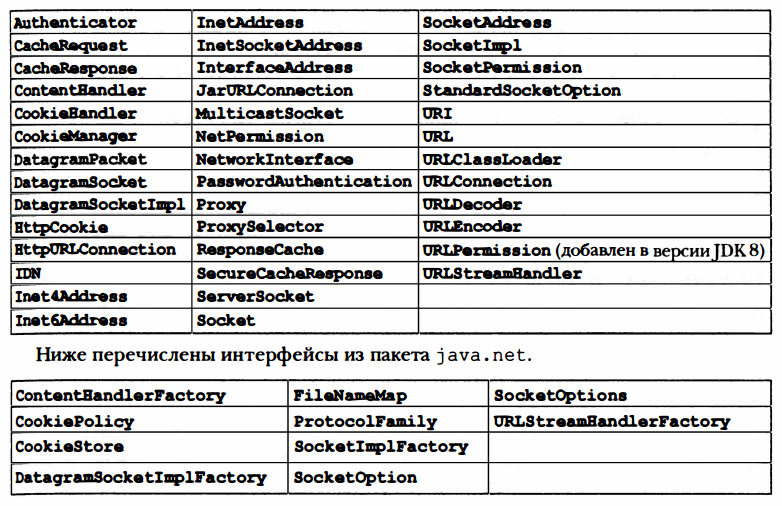 Authenticator InetAddress SocketAddress
CacheRequest InetSocketAddress SocketImpl
CacheResponse InterfaceAddress SocketPermission
ContentHandler JarURLConnection StandardSocketOption
CookieHandler MulticastSocket URI
CookieManager NetPermission URL
DatagramPacket NetworkInterface URLClassLoader
DatagramSocket PasswordAuthentication URLConnection
DatagramSocketImpl Proxy URLDecoder
HttpCookie ProxySelector URLEncoder
HttpURLConnection ResponseCache URLPermission (добавлен в версии JDK 8)
IDN SecureCacheResponse URLStreamHandler
Inet4Address ServerSocket
Inet6Address Socket
Ниже перечислены интерфейсы из пакета java.net.
ContentHandlerFactory FileNameMap SocketOptions
CookiePolicy ProtocolFamily URLStreamHandlerFactory
CookieStore SocketImplFactory
DatagramSocketImplFactory SocketOption